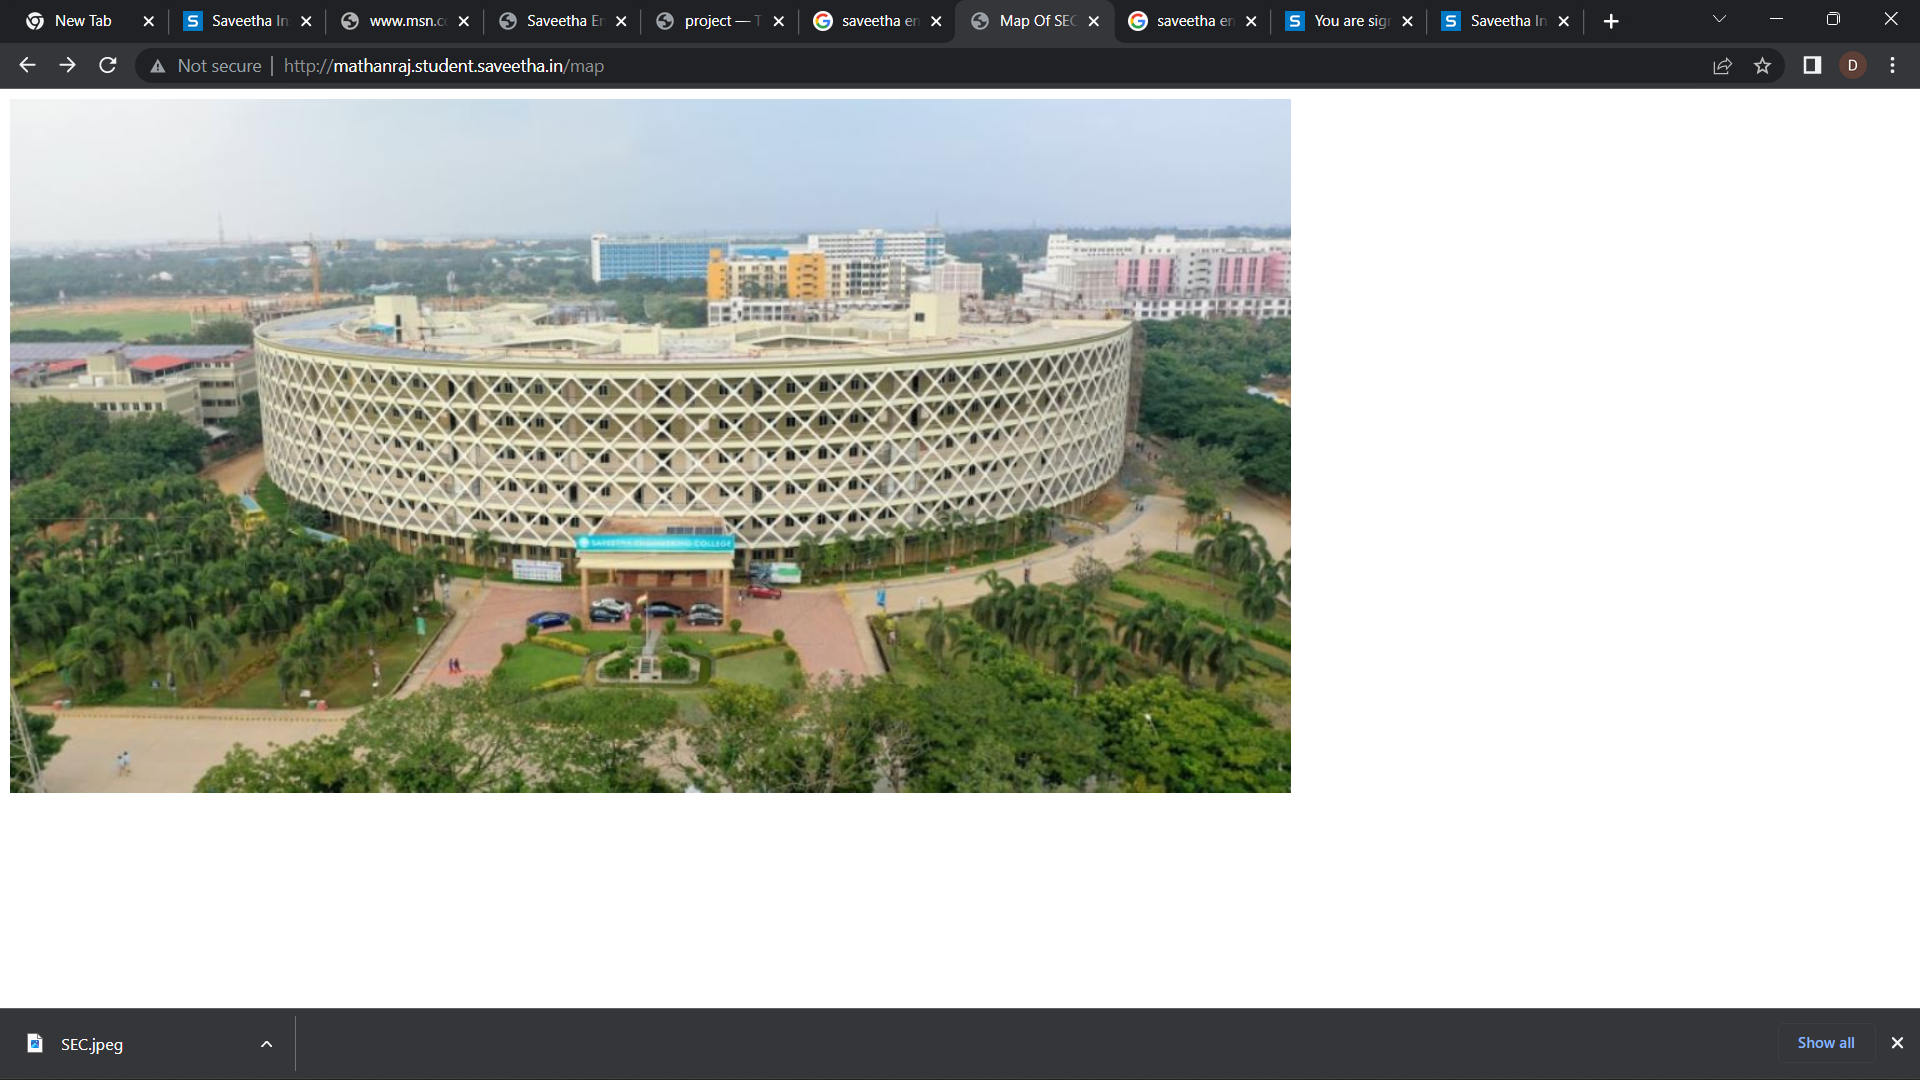 New Tab
Saveetha In
www.msn.c
Saveetha En
project — T
saveetha en
Map Of SEC
saveetha en
You are sig
Saveetha In
Not secure
http://mathanraj.student.saveetha.in/map
D
SAVEETHA ENGINEERING COLLEGE
SEC.jpeg
Show all